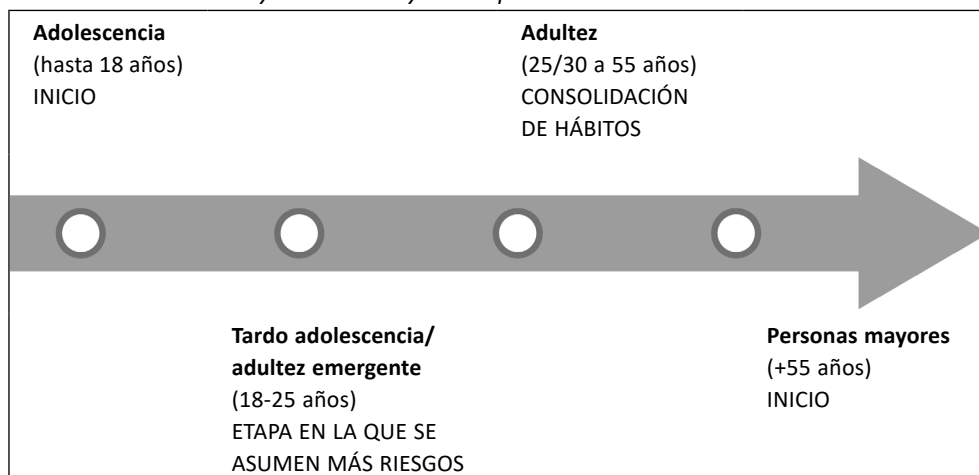 Adolescencia
(hasta 18 años)
INICIO
Adultez
(25/30 a 55 años)
CONSOLIDACIÓN
DE HÁBITOS
Tardo adolescencia/
adultez emergente
(18-25 años)
ETAPA EN LA QUE SE
ASUMEN MÁS RIESGOS
Personas mayores
(+55 años)
INICIO